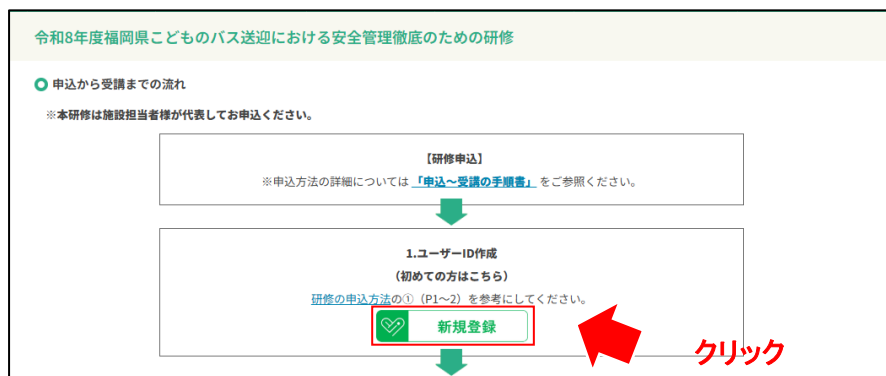 令和8年度福岡県こどものバス送迎における安全管理徹底のための研修
申込から受講までの流れ
※本研修は施設担当者様が代表してお申込ください。
【研修申込】
※申込方法の詳細については 「申込～受講の手順書」 をご参照ください。
1.ユーザーID作成
（初めての方はこちら）
研修の申込方法の①（P1～2）を参考にしてください。
新規登録
クリック